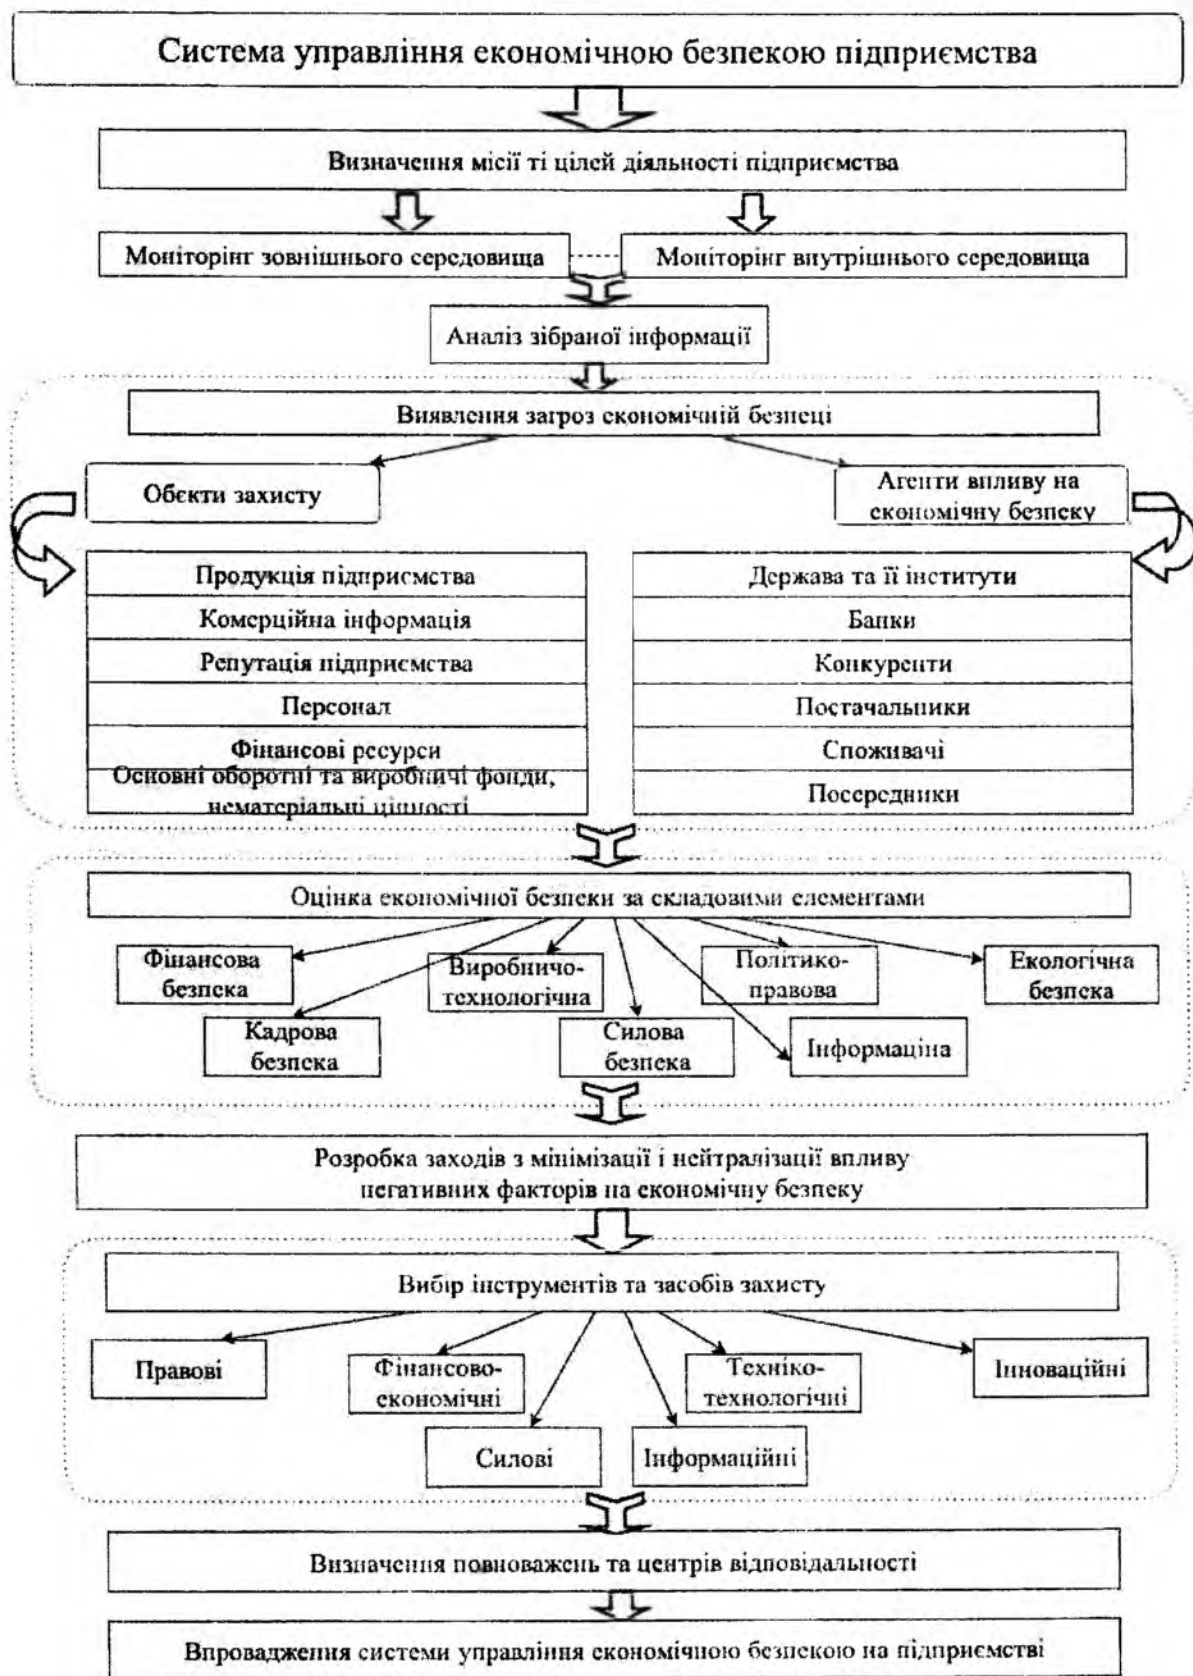 Система управління економічною безпекою підприємства
Визначення місії ті цілей діяльності підприємства
Моніторінг зовнішнього середовища
Моніторінг внутрішнього середовища
Аналіз зібраної інформації
Виявлення загроз економічній безпеці
Обєкти захисту
Агенти впливу на
економічну безпеку
Продукція підприємства
Комерційна інформація
Репутація підприємства
Персонал
Фінансові ресурси
Основні оборотні та виробничі фонди,
нематеріальні цінності
Держава та її інститути
Банки
Конкуренти
Постачальники
Споживачі
Посередники
Оцінка економічної безпеки за складовими елементами
Фінансова
безпека
Виробничо-
технологічна
Політико-
правова
Екологічна
безпека
Кадрова
безпека
Силова
безпека
Інформаціна
Розробка заходів з мінімізації і нейтралізації впливу
негативних факторів на економічну безпеку
Вибір інструментів та засобів захисту
Правові
Фінансово-
економічні
Техніко-
технологічні
Інноваційні
Силові
Інформаційні
Визначення повноважень та центрів відповідальності
Впровадження системи управління економічною безпекою на підприємстві